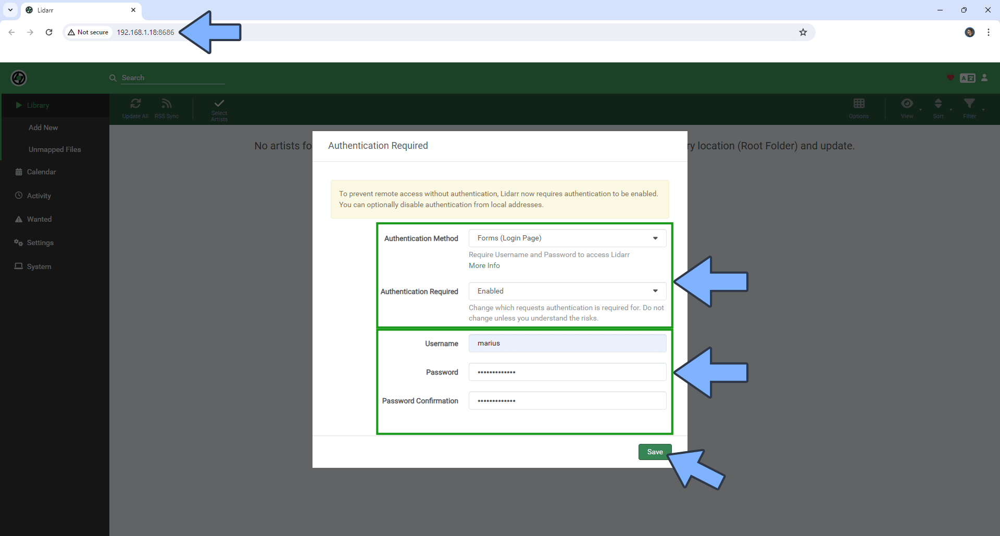 Lidarr
Not secure
192.168.1.18:8686
Search
Library
Update All
RSS Sync
Select
Artists
Options
View
Sort
Filter
Add New
Unmapped Files
Calendar
Activity
Wanted
Settings
System
No artists fo
ry location (Root Folder) and update.
Authentication Required
To prevent remote access without authentication, Lidarr now requires authentication to be enabled.
You can optionally disable authentication from local addresses.
Authentication Method
Forms (Login Page)
Require Username and Password to access Lidarr
More Info
Authentication Required
Enabled
Change which requests authentication is required for. Do not
change unless you understand the risks.
Username
marius
Password
•••••••••••••
Password Confirmation
•••••••••••••
Save